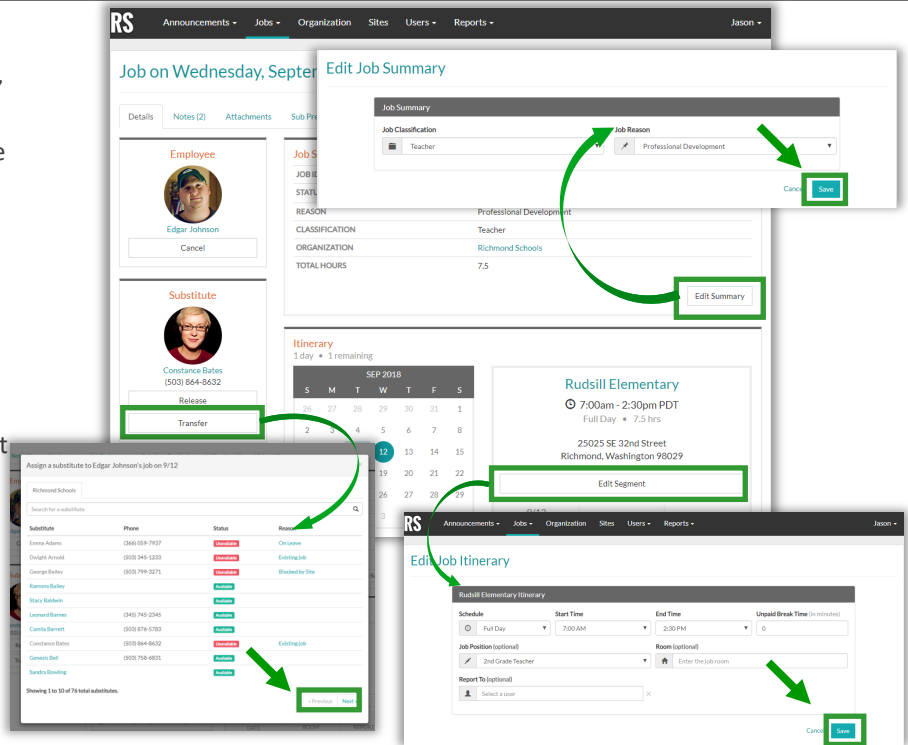 RS Announcements Jobs Organization Sites Users Reports Jason
Job on Wednesday, Septem
Details Notes (2) Attachments Sub Pre
Employee
Edgar Johnson
Cancel
Substitute
Constance Bates
(503) 864-8632
Release
Transfer
Job S
JOB ID
STATU
REASON Professional Development
CLASSIFICATION Teacher
ORGANIZATION Richmond Schools
TOTAL HOURS 7.5
Edit Summary
Edit Job Summary
Job Summary
Job Classification Job Reason
Teacher Professional Development
Cance Save
Itinerary
1 day • 1 remaining
SEP 2018
S M T W T F S
26 27 28 29 30 31 1
2 3 4 5 6 7 8
12 13 14 15
19 20 21 22
26 27 28 29
3
Rudsill Elementary
7:00am - 2:30pm PDT
Full Day • 7.5 hrs
25025 SE 32nd Street
Richmond, Washington 98029
Edit Segment
9/12
Assign a substitute to Edgar Johnson's job on 9/12
Richmond Schools
Search for a substitute
Substitute Phone Status Reason
Emma Adams (366) 059-7937 Unavailable On Leave
Dwight Arnold (503) 345-1233 Unavailable Existing job
George Bailey (503) 799-3271 Unavailable Blocked by Site
Ramona Bailey Available
Stacy Baldwin Available
Leonard Barnes (345) 745-2345 Available
Camila Barrett (503) 876-5783 Available
Constance Bates (503) 864-8632 Unavailable Existing job
Genesis Bell (503) 758-6831 Available
Sandra Bowling Available
Showing 1 to 10 of 76 total substitutes.
‹ Previous Next ›
RS Announcements Jobs Organization Sites Users Reports Jason
Edit Job Itinerary
Rudsill Elementary Itinerary
Schedule Start Time End Time Unpaid Break Time (in minutes)
Full Day 7:00 AM 2:30 PM 0
Job Position (optional) Room (optional)
2nd Grade Teacher Enter the job room
Report To (optional)
Select a user ×
Cance Save